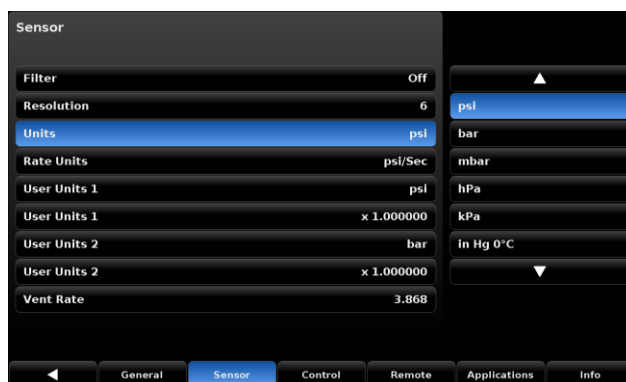 Sensor
Filter Off
Resolution 6
psi
Units psi
bar
Rate Units psi/Sec
mbar
User Units 1 psi
hPa
User Units 1 x 1.000000
kPa
User Units 2 bar
in Hg 0°C
User Units 2 x 1.000000
Vent Rate 3.868
General Sensor Control Remote Applications Info